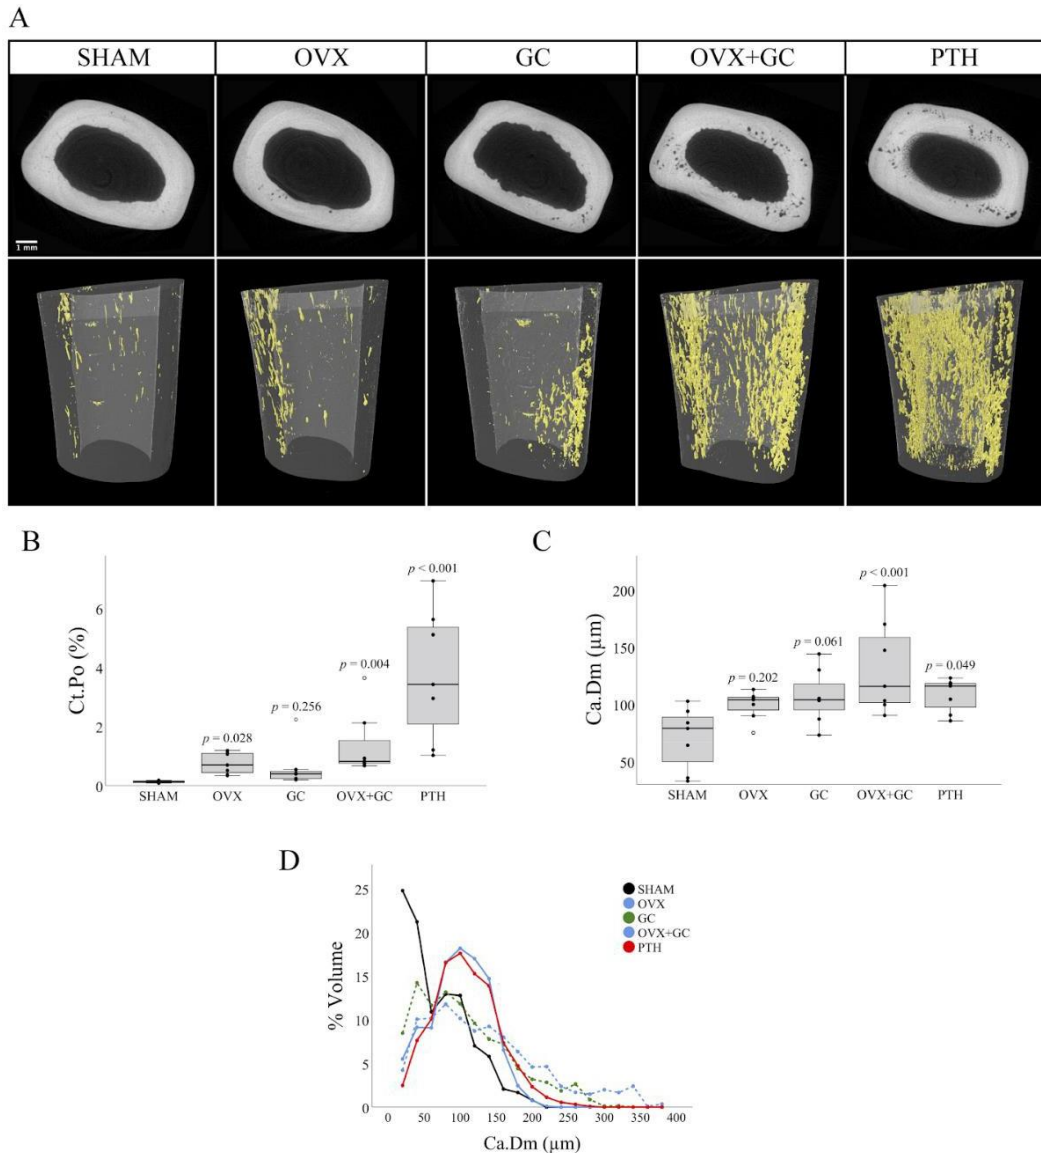 A
SHAM OVX GC OVX+GC PTH
1 mm
B
Ct.Po (%)
6
4
2
0
p = 0.028
p = 0.256
p = 0.004
p < 0.001
SHAM OVX GC OVX+GC PTH
C
Ca.Dm (µm)
200
150
100
50
p = 0.202
p = 0.061
p < 0.001
p = 0.049
SHAM OVX GC OVX+GC PTH
D
% Volume
25
20
15
10
5
0
0 50 100 150 200 250 300 350 400
Ca.Dm (µm)
SHAM
OVX
GC
OVX+GC
PTH